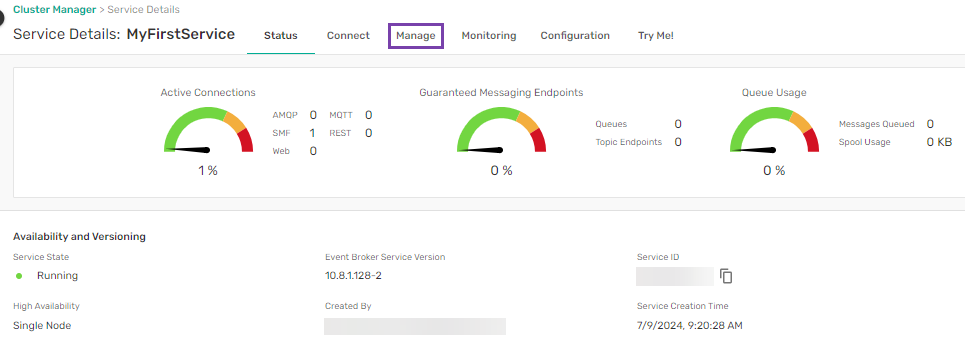 Cluster Manager > Service Details
Service Details: MyFirstService Status Connect Manage Monitoring Configuration Try Me!
Active Connections
AMQP 0 MQTT 0
SMF 1 REST 0
Web 0
1 %
Guaranteed Messaging Endpoints
Queues 0
Topic Endpoints 0
0 %
Queue Usage
Messages Queued 0
Spool Usage 0 KB
0 %
Availability and Versioning
Service State
Running
Event Broker Service Version
10.8.1.128-2
Service ID
High Availability
Single Node
Created By
Service Creation Time
7/9/2024, 9:20:28 AM